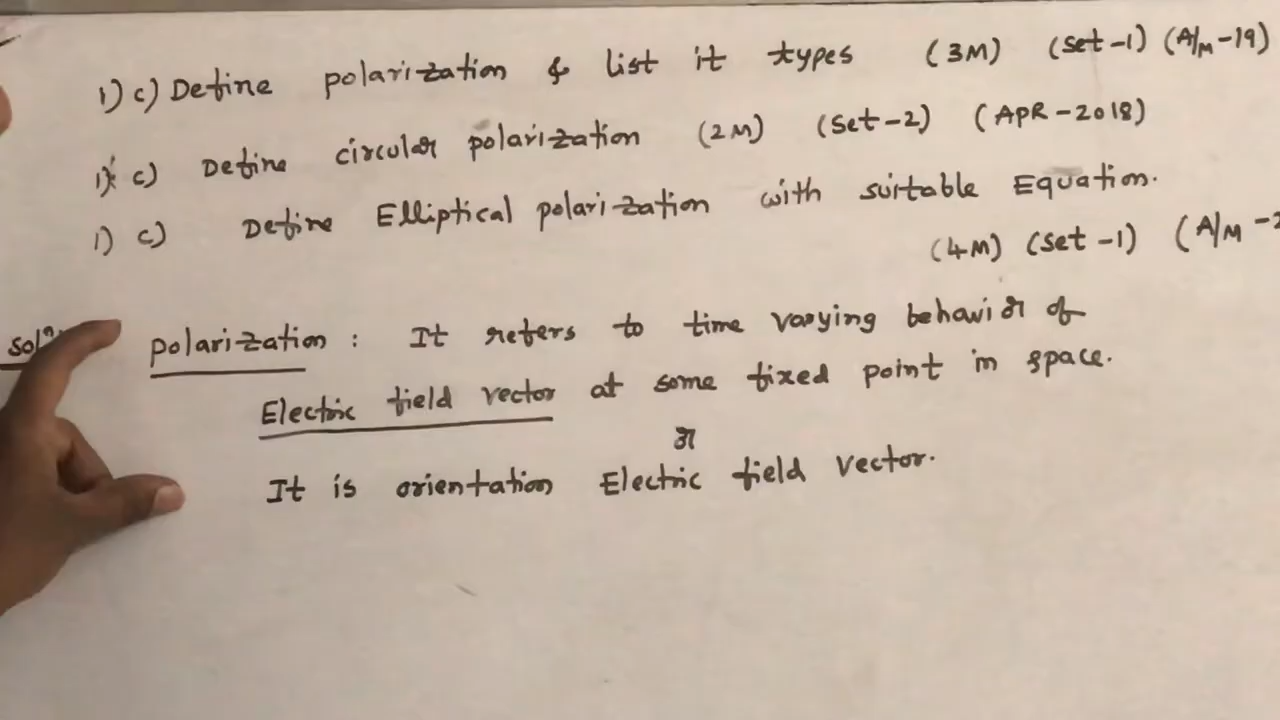 1) c) Define polarization & list it types (3M) (set-1) (A/M-19)
1) c) Define circular polarization (2M) (set-2) (APR-2018)
1) c) Define Elliptical polarization with suitable Equation.
(4M) (set-1) (A/M-
Soln polarization : It refers to time varying behavior of
Electric field vector at some fixed point in space.
or
It is orientation Electric field vector.